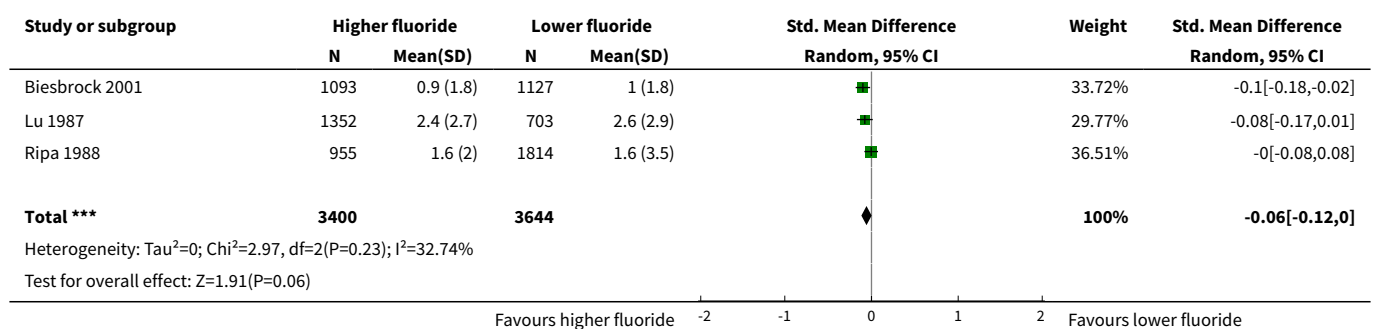 Study or subgroup Higher fluoride Lower fluoride Std. Mean Difference Weight Std. Mean Difference
N Mean(SD) N Mean(SD) Random, 95% CI Random, 95% CI
Biesbrock 2001 1093 0.9 (1.8) 1127 1 (1.8) 33.72% -0.1[-0.18,-0.02]
Lu 1987 1352 2.4 (2.7) 703 2.6 (2.9) 29.77% -0.08[-0.17,0.01]
Ripa 1988 955 1.6 (2) 1814 1.6 (3.5) 36.51% -0[-0.08,0.08]
Total *** 3400 3644 100% -0.06[-0.12,0]
Heterogeneity: Tau²=0; Chi²=2.97, df=2(P=0.23); I²=32.74%
Test for overall effect: Z=1.91(P=0.06)
Favours higher fluoride -2 -1 0 1 2 Favours lower fluoride